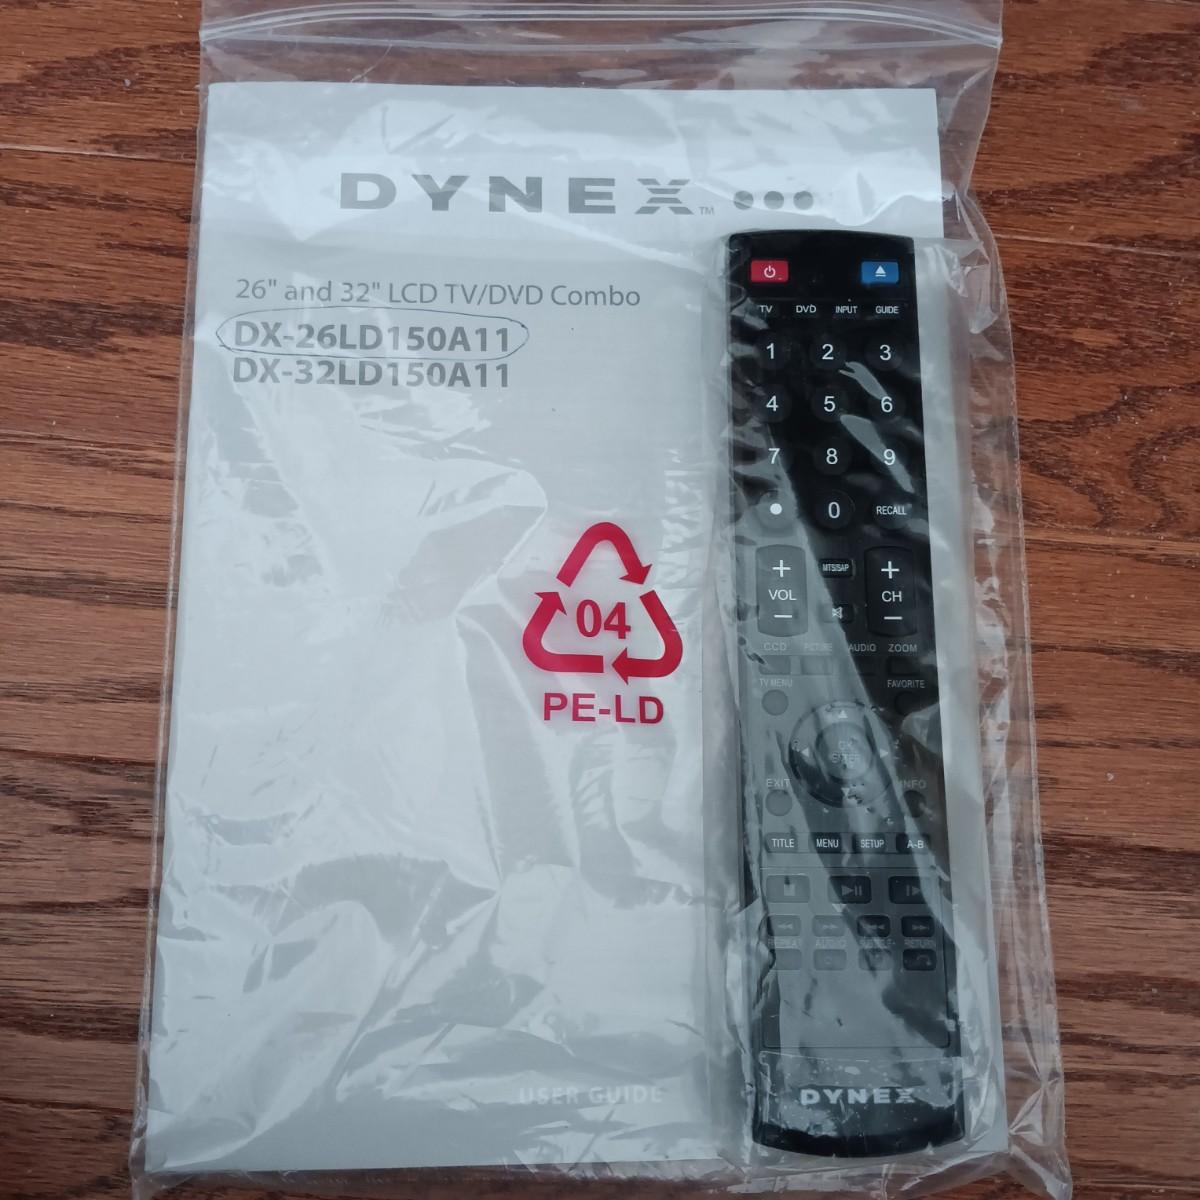 DYNEX™
26" and 32" LCD TV/DVD Combo
DX-26LD150A11
DX-32LD150A11
04
PE-LD
USER GUIDE
TV DVD INPUT GUIDE
1 2 3
4 5 6
7 8 9
0 RECALL
+ MTS/SAP +
VOL CH
− −
CCD PICTURE AUDIO ZOOM
TV MENU FAVORITE
ENTER
EXIT INFO
TITLE MENU SETUP A-B
REPEAT AUDIO SUBTITLE RETURN
DYNEX